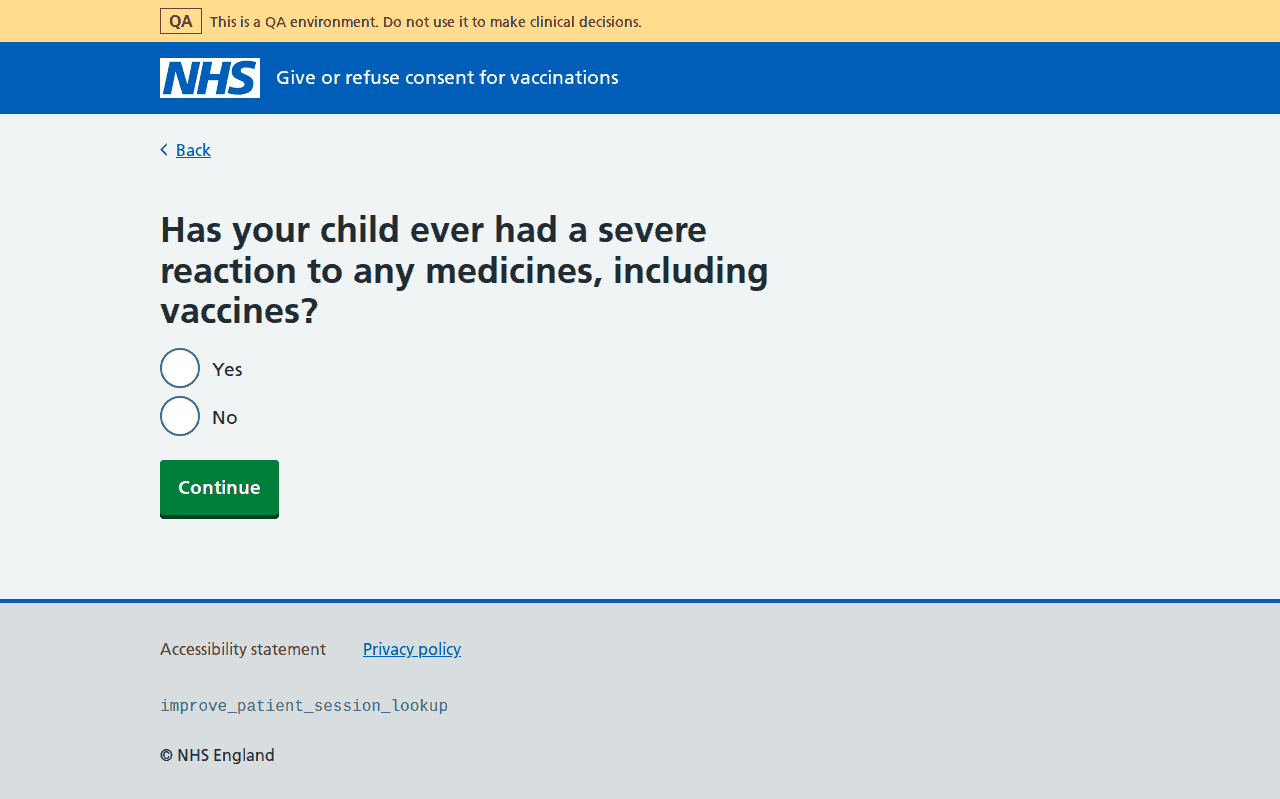 QA This is a QA environment. Do not use it to make clinical decisions.
NHS Give or refuse consent for vaccinations
Back
Has your child ever had a severe
reaction to any medicines, including
vaccines?
Yes
No
Continue
Accessibility statement Privacy policy
improve_patient_session_lookup
© NHS England